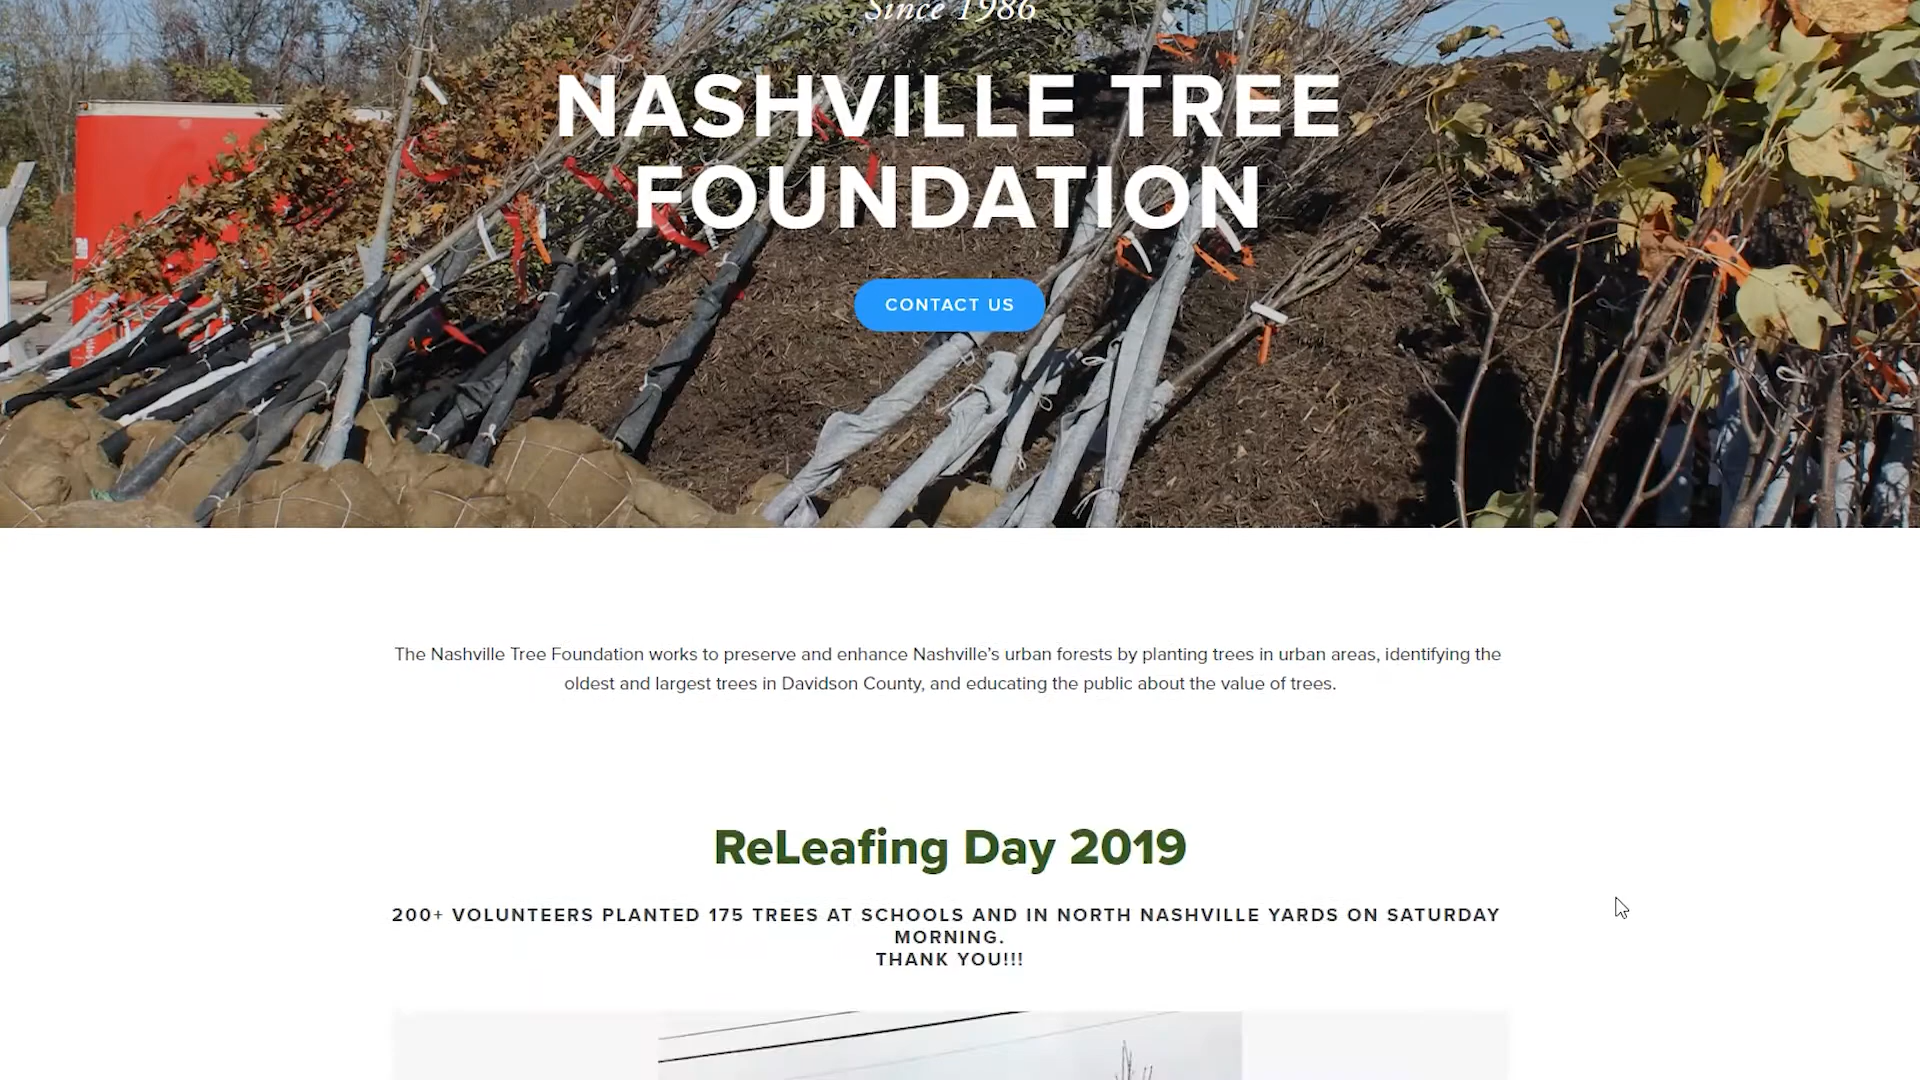 Since 1986
NASHVILLE TREE
FOUNDATION
CONTACT US
The Nashville Tree Foundation works to preserve and enhance Nashville’s urban forests by planting trees in urban areas, identifying the
oldest and largest trees in Davidson County, and educating the public about the value of trees.
ReLeafing Day 2019
200+ VOLUNTEERS PLANTED 175 TREES AT SCHOOLS AND IN NORTH NASHVILLE YARDS ON SATURDAY
MORNING.
THANK YOU!!!